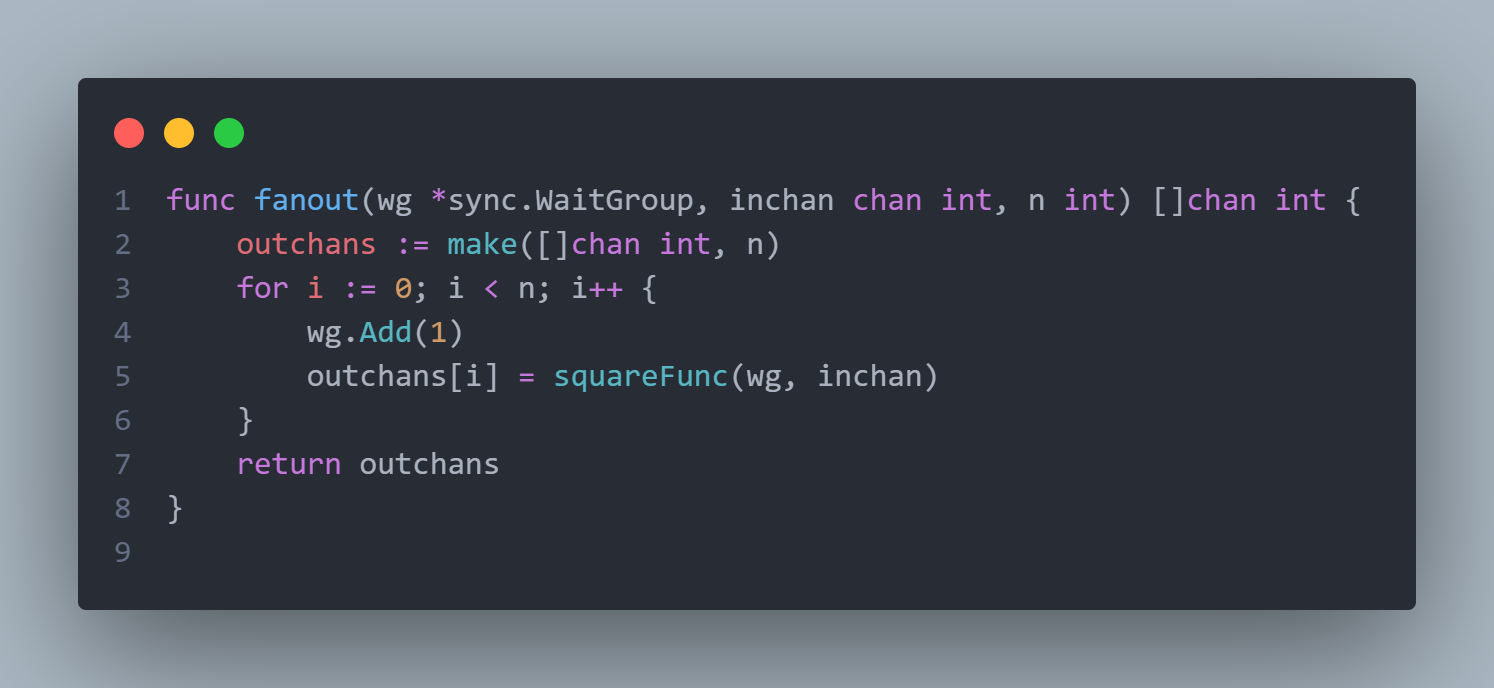 1 func fanout(wg *sync.WaitGroup, inchan chan int, n int) []chan int {
2     outchans := make([]chan int, n)
3     for i := 0; i < n; i++ {
4         wg.Add(1)
5         outchans[i] = squareFunc(wg, inchan)
6     }
7     return outchans
8 }
9